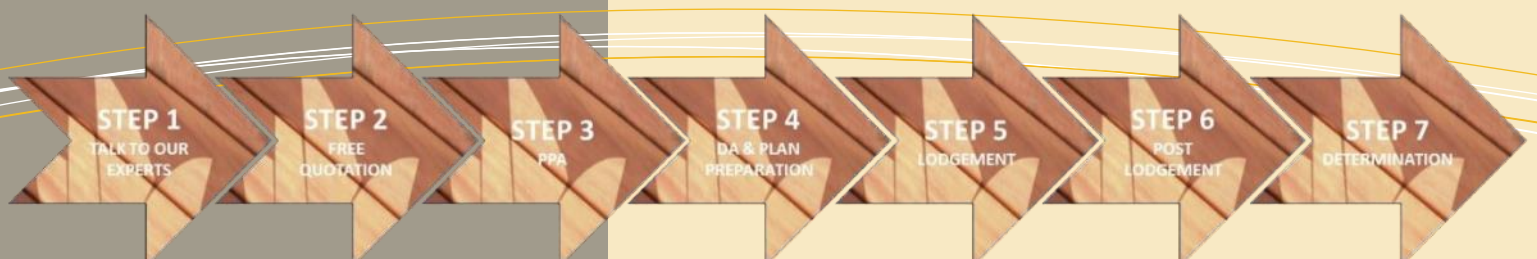 STEP 1
TALK TO OUR
EXPERTS
STEP 2
FREE
QUOTATION
STEP 3
PPA
STEP 4
DA & PLAN
PREPARATION
STEP 5
LODGEMENT
STEP 6
POST
LODGEMENT
STEP 7
DETERMINATION